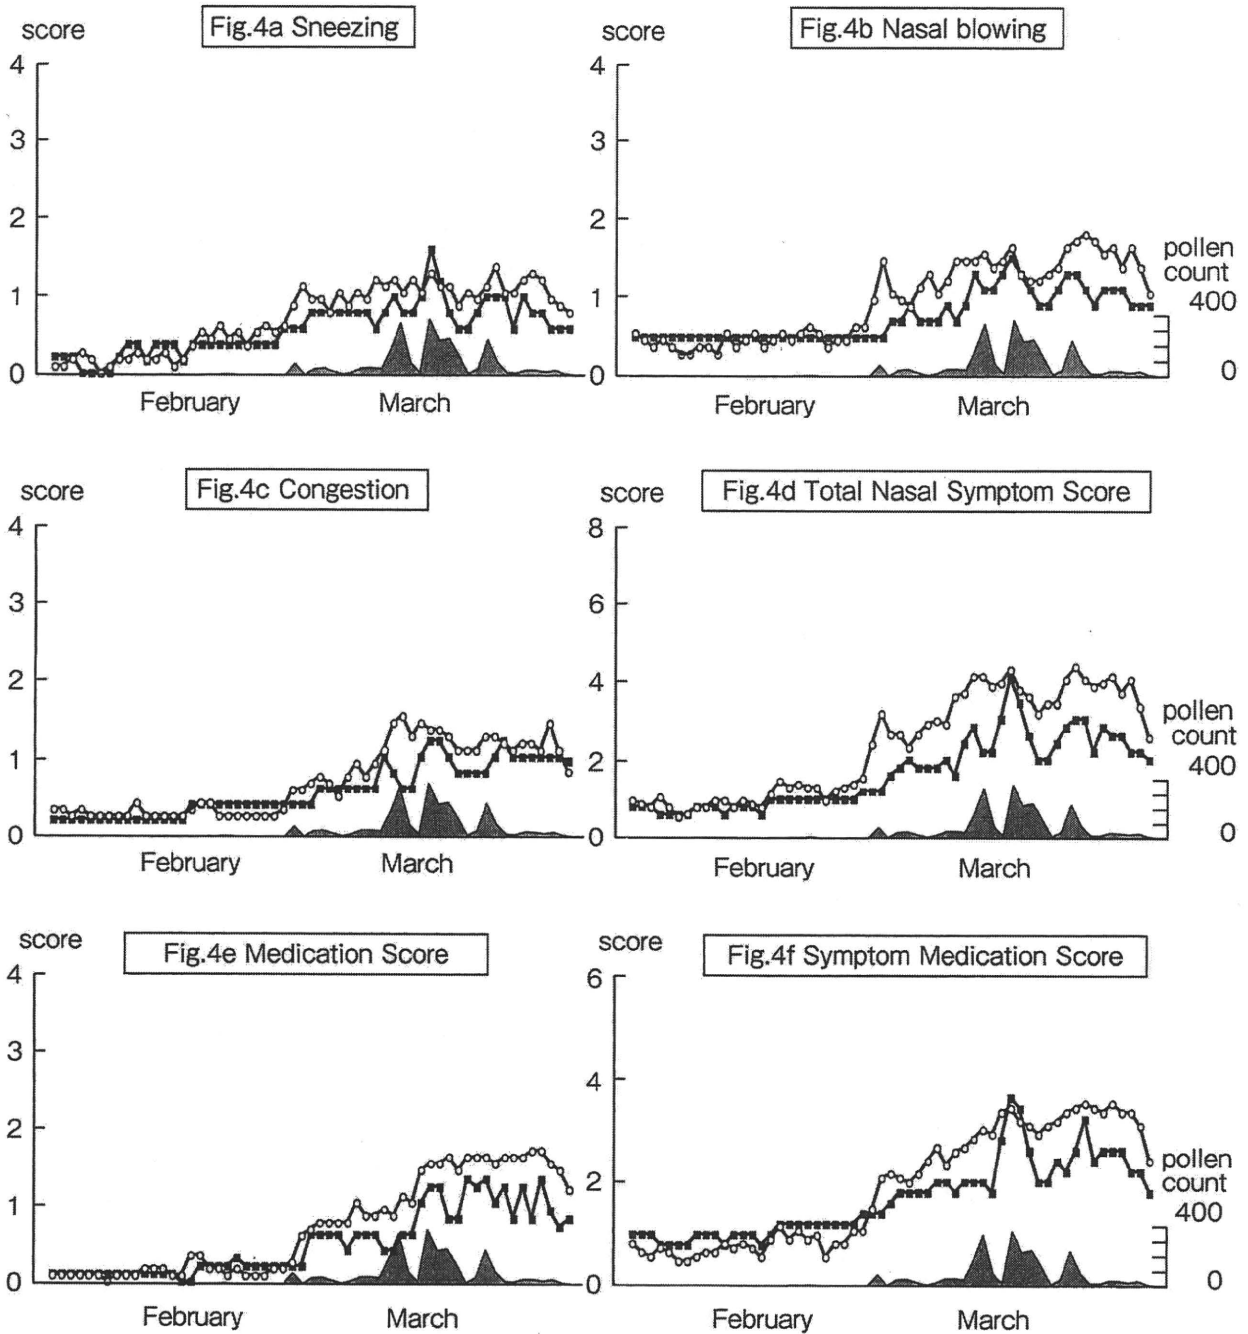 Fig.4a Sneezing
score
4
3
2
1
0
February
March
Fig.4b Nasal blowing
score
4
3
2
1
0
pollen
count
400
0
February
March
Fig.4c Congestion
score
4
3
2
1
0
February
March
Fig.4d Total Nasal Symptom Score
score
8
6
4
2
0
pollen
count
400
0
February
March
Fig.4e Medication Score
score
4
3
2
1
0
February
March
Fig.4f Symptom Medication Score
score
6
4
2
0
pollen
count
400
0
February
March